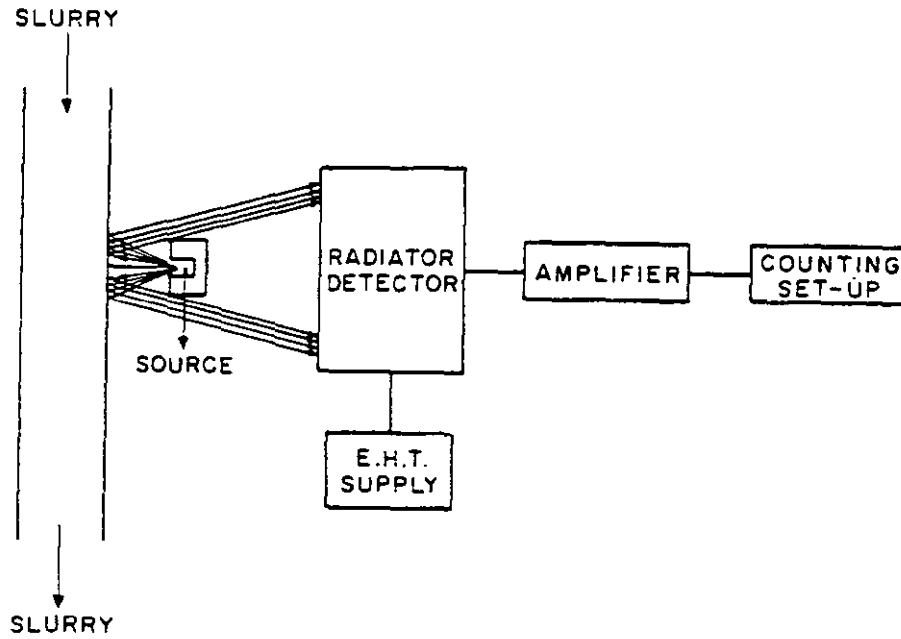 SLURRY
RADIATOR
DETECTOR
AMPLIFIER
COUNTING
SET-UP
SOURCE
E.H.T.
SUPPLY
SLURRY